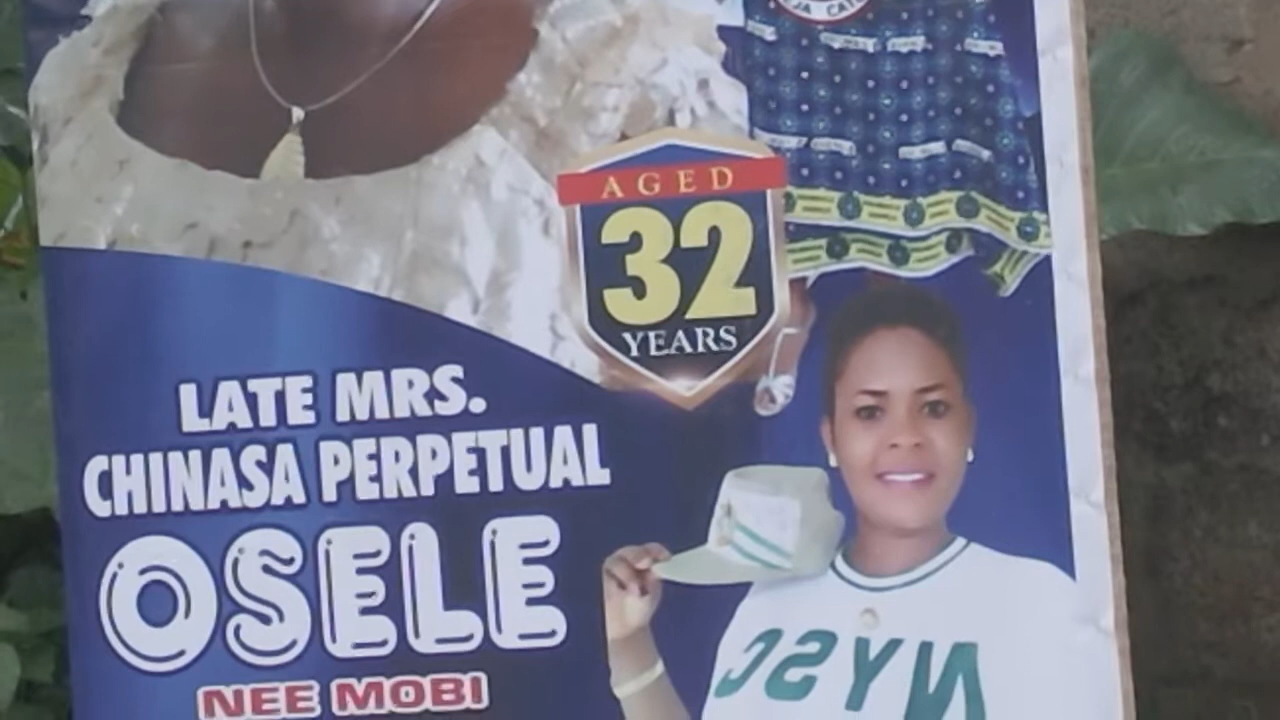 AGED
32
YEARS
LATE MRS.
CHINASA PERPETUAL
OSELE
NEE MOBI
NYSC